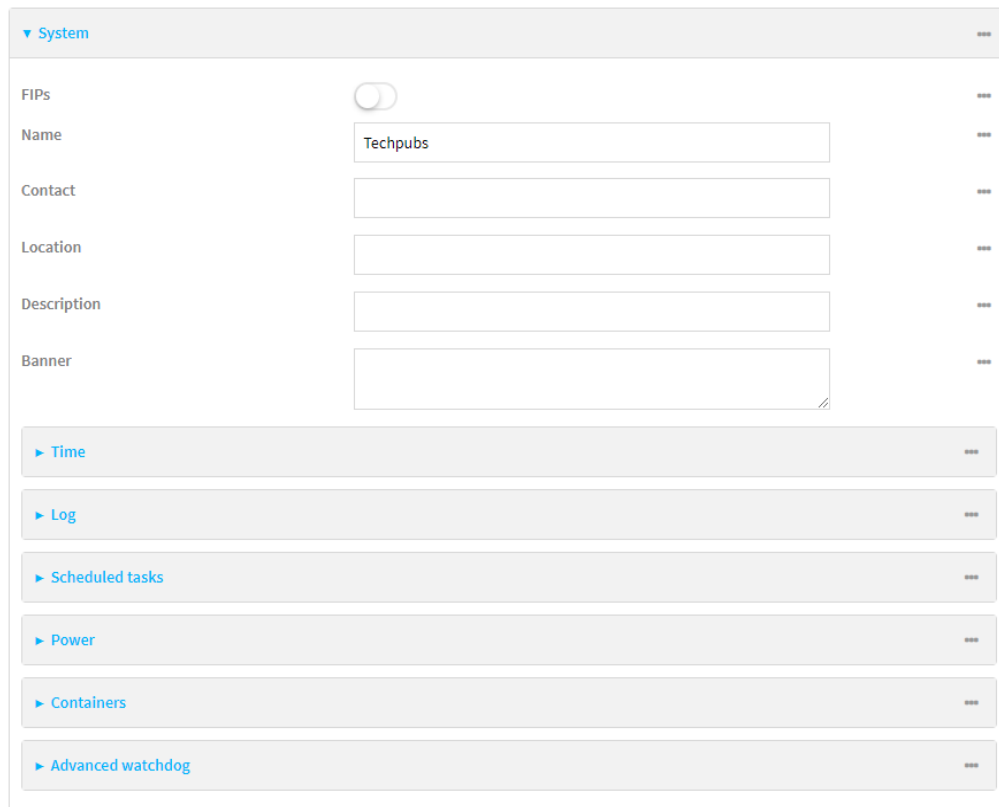 System
FIPs
Name
Techpubs
Contact
Location
Description
Banner
Time
Log
Scheduled tasks
Power
Containers
Advanced watchdog